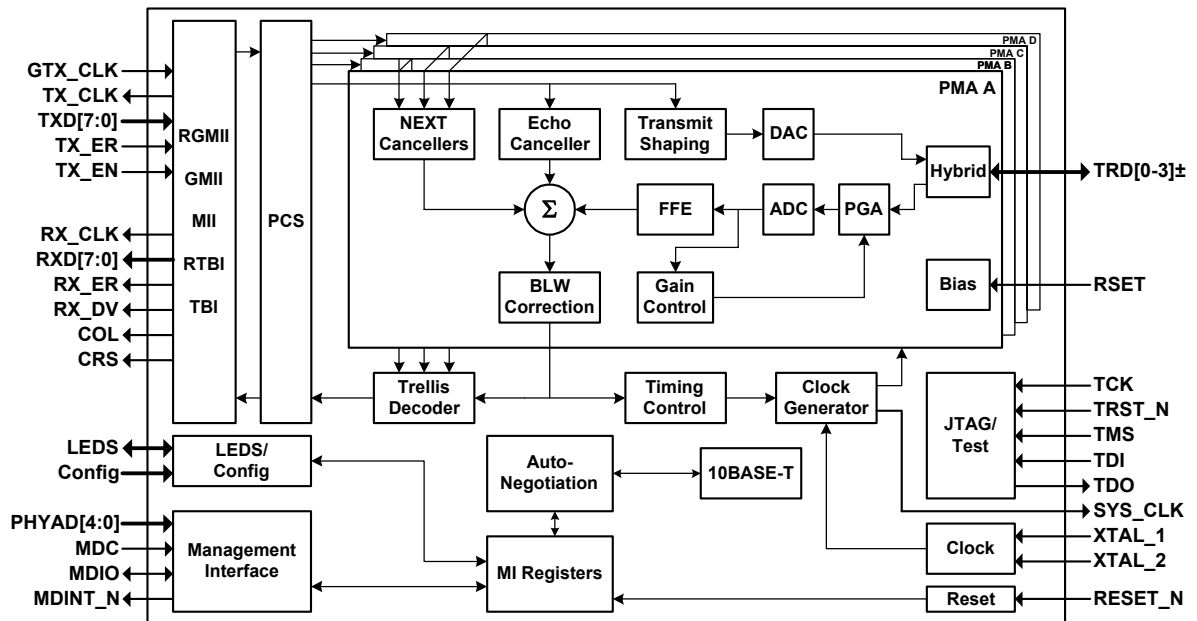 GTX_CLK
TX_CLK
TXD[7:0]
TX_ER
TX_EN
RX_CLK
RXD[7:0]
RX_ER
RX_DV
COL
CRS
LEDS
Config
PHYAD[4:0]
MDC
MDIO
MDINT_N
RGMII
GMII
MII
RTBI
TBI
PCS
PMA D
PMA C
PMA B
PMA A
NEXT
Cancellers
Echo
Canceller
Transmit
Shaping
DAC
Hybrid
Σ
FFE
ADC
PGA
BLW
Correction
Gain
Control
Bias
Trellis
Decoder
Timing
Control
Clock
Generator
JTAG/
Test
LEDS/
Config
Auto-
Negotiation
10BASE-T
Management
Interface
MI Registers
Clock
Reset
TRD[0-3]±
RSET
TCK
TRST_N
TMS
TDI
TDO
SYS_CLK
XTAL_1
XTAL_2
RESET_N